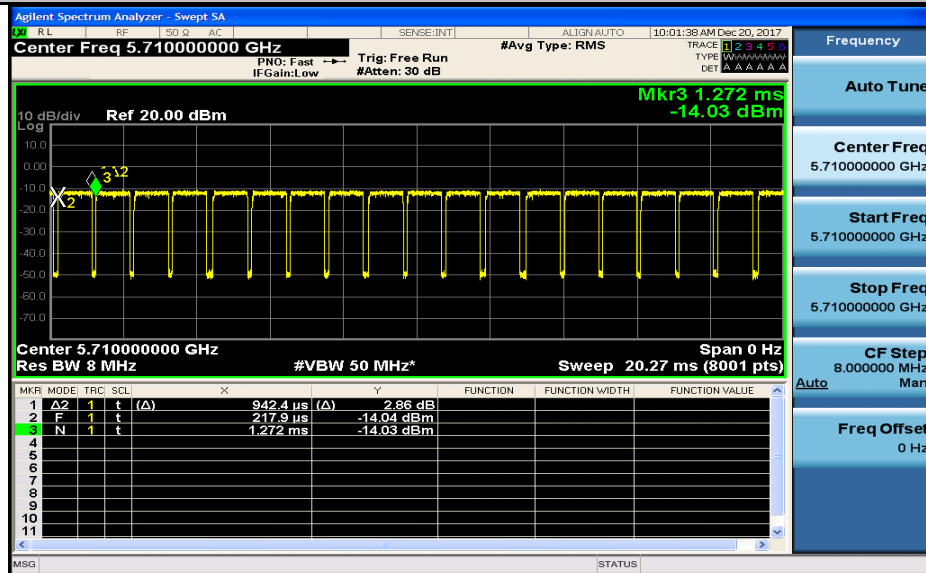 Agilent Spectrum Analyzer - Swept SA
LXI RL RF 50 Ω AC SENSE:INT ALIGN AUTO 10:01:38 AM Dec 20, 2017
Center Freq 5.710000000 GHz
PNO: Fast
IFGain:Low
Trig: Free Run
#Atten: 30 dB
#Avg Type: RMS
TRACE 1 2 3 4 5 6
TYPE WWWWWW
DET A A A A A A
Mkr3 1.272 ms
-14.03 dBm
10 dB/div Ref 20.00 dBm
Log
10.0
0.00
-10.0
-20.0
-30.0
-40.0
-50.0
-60.0
-70.0
3 1Δ2
2
Center 5.710000000 GHz Span 0 Hz
Res BW 8 MHz #VBW 50 MHz* Sweep 20.27 ms (8001 pts)
MKR MODE TRC SCL X Y FUNCTION FUNCTION WIDTH FUNCTION VALUE
1 Δ2 1 t (Δ) 942.4 µs (Δ) 2.86 dB
2 F 1 t 217.9 µs -14.04 dBm
3 N 1 t 1.272 ms -14.03 dBm
4
5
6
7
8
9
10
11
MSG STATUS
Frequency
Auto Tune
Center Freq
5.710000000 GHz
Start Freq
5.710000000 GHz
Stop Freq
5.710000000 GHz
CF Step
8.000000 MHz
Auto Man
Freq Offset
0 Hz